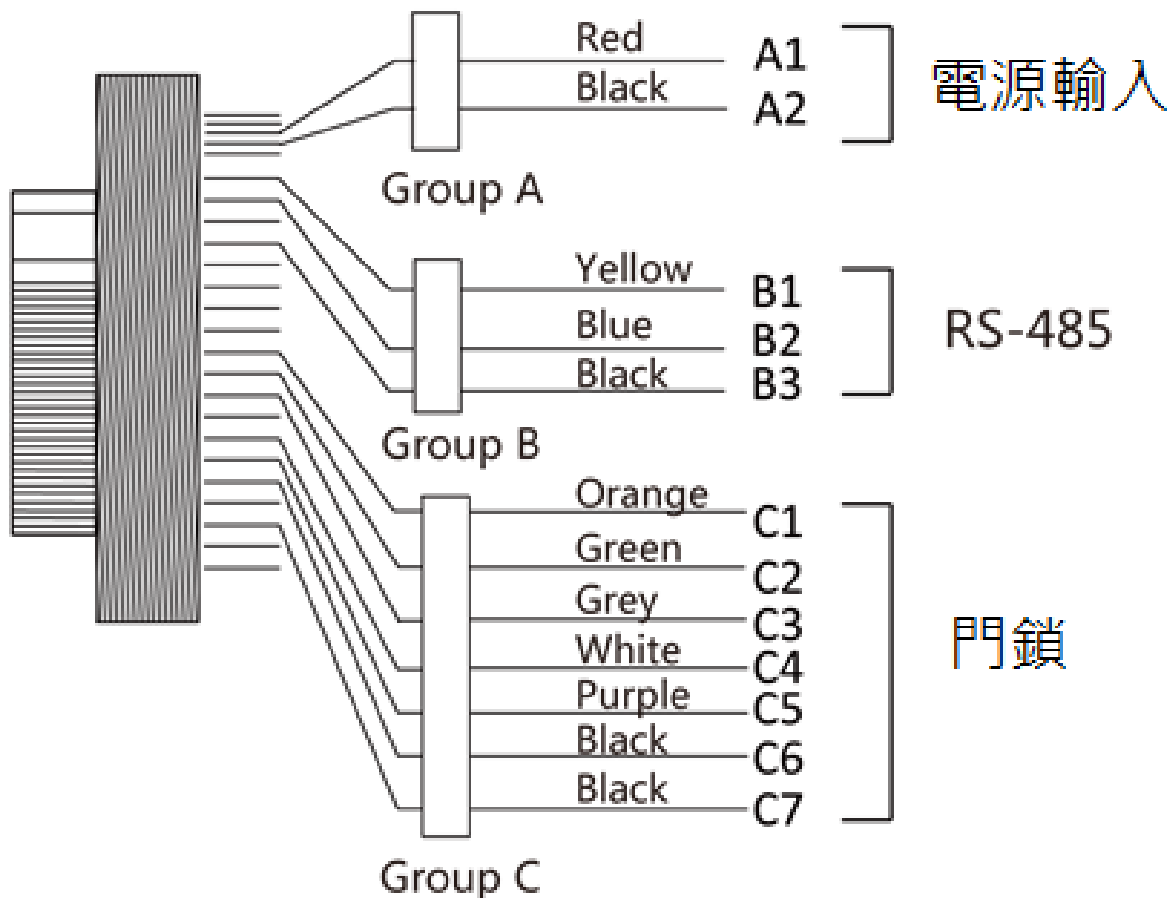 Red A1
Black A2
電源輸入
Group A
Yellow B1
Blue B2
Black B3
RS-485
Group B
Orange C1
Green C2
Grey C3
White C4
Purple C5
Black C6
Black C7
門鎖
Group C